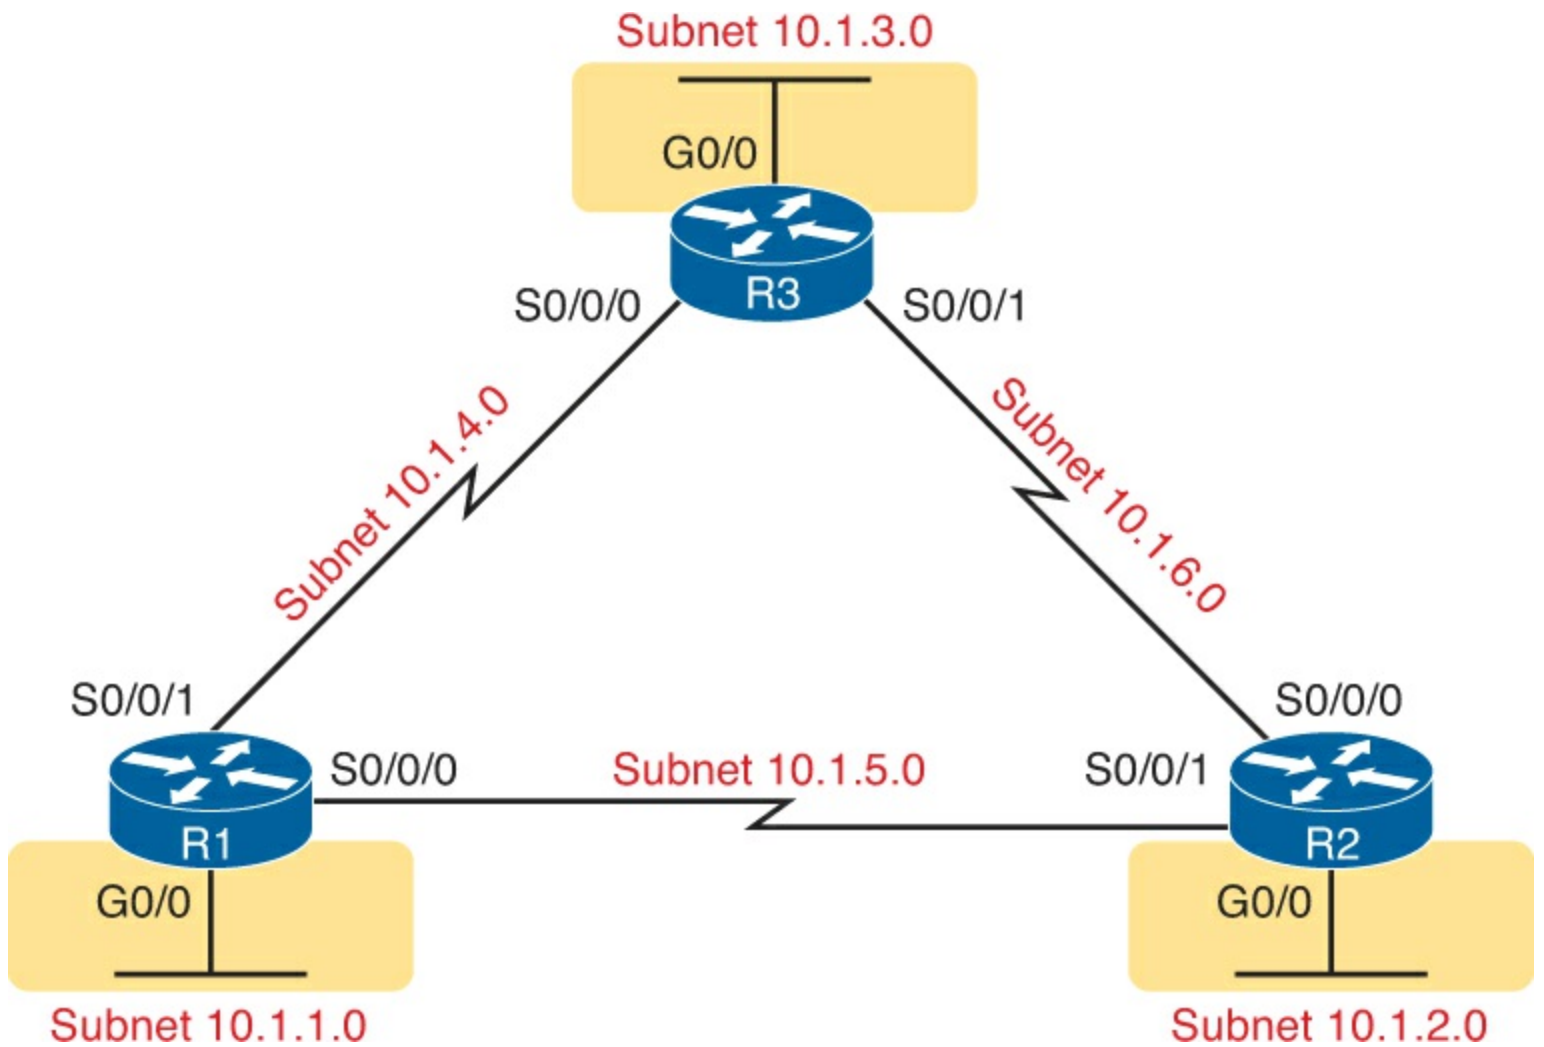 Subnet 10.1.3.0
G0/0
R3
S0/0/0
S0/0/1
Subnet 10.1.4.0
Subnet 10.1.6.0
S0/0/1
S0/0/0
S0/0/0
Subnet 10.1.5.0
S0/0/1
R1
R2
G0/0
G0/0
Subnet 10.1.1.0
Subnet 10.1.2.0